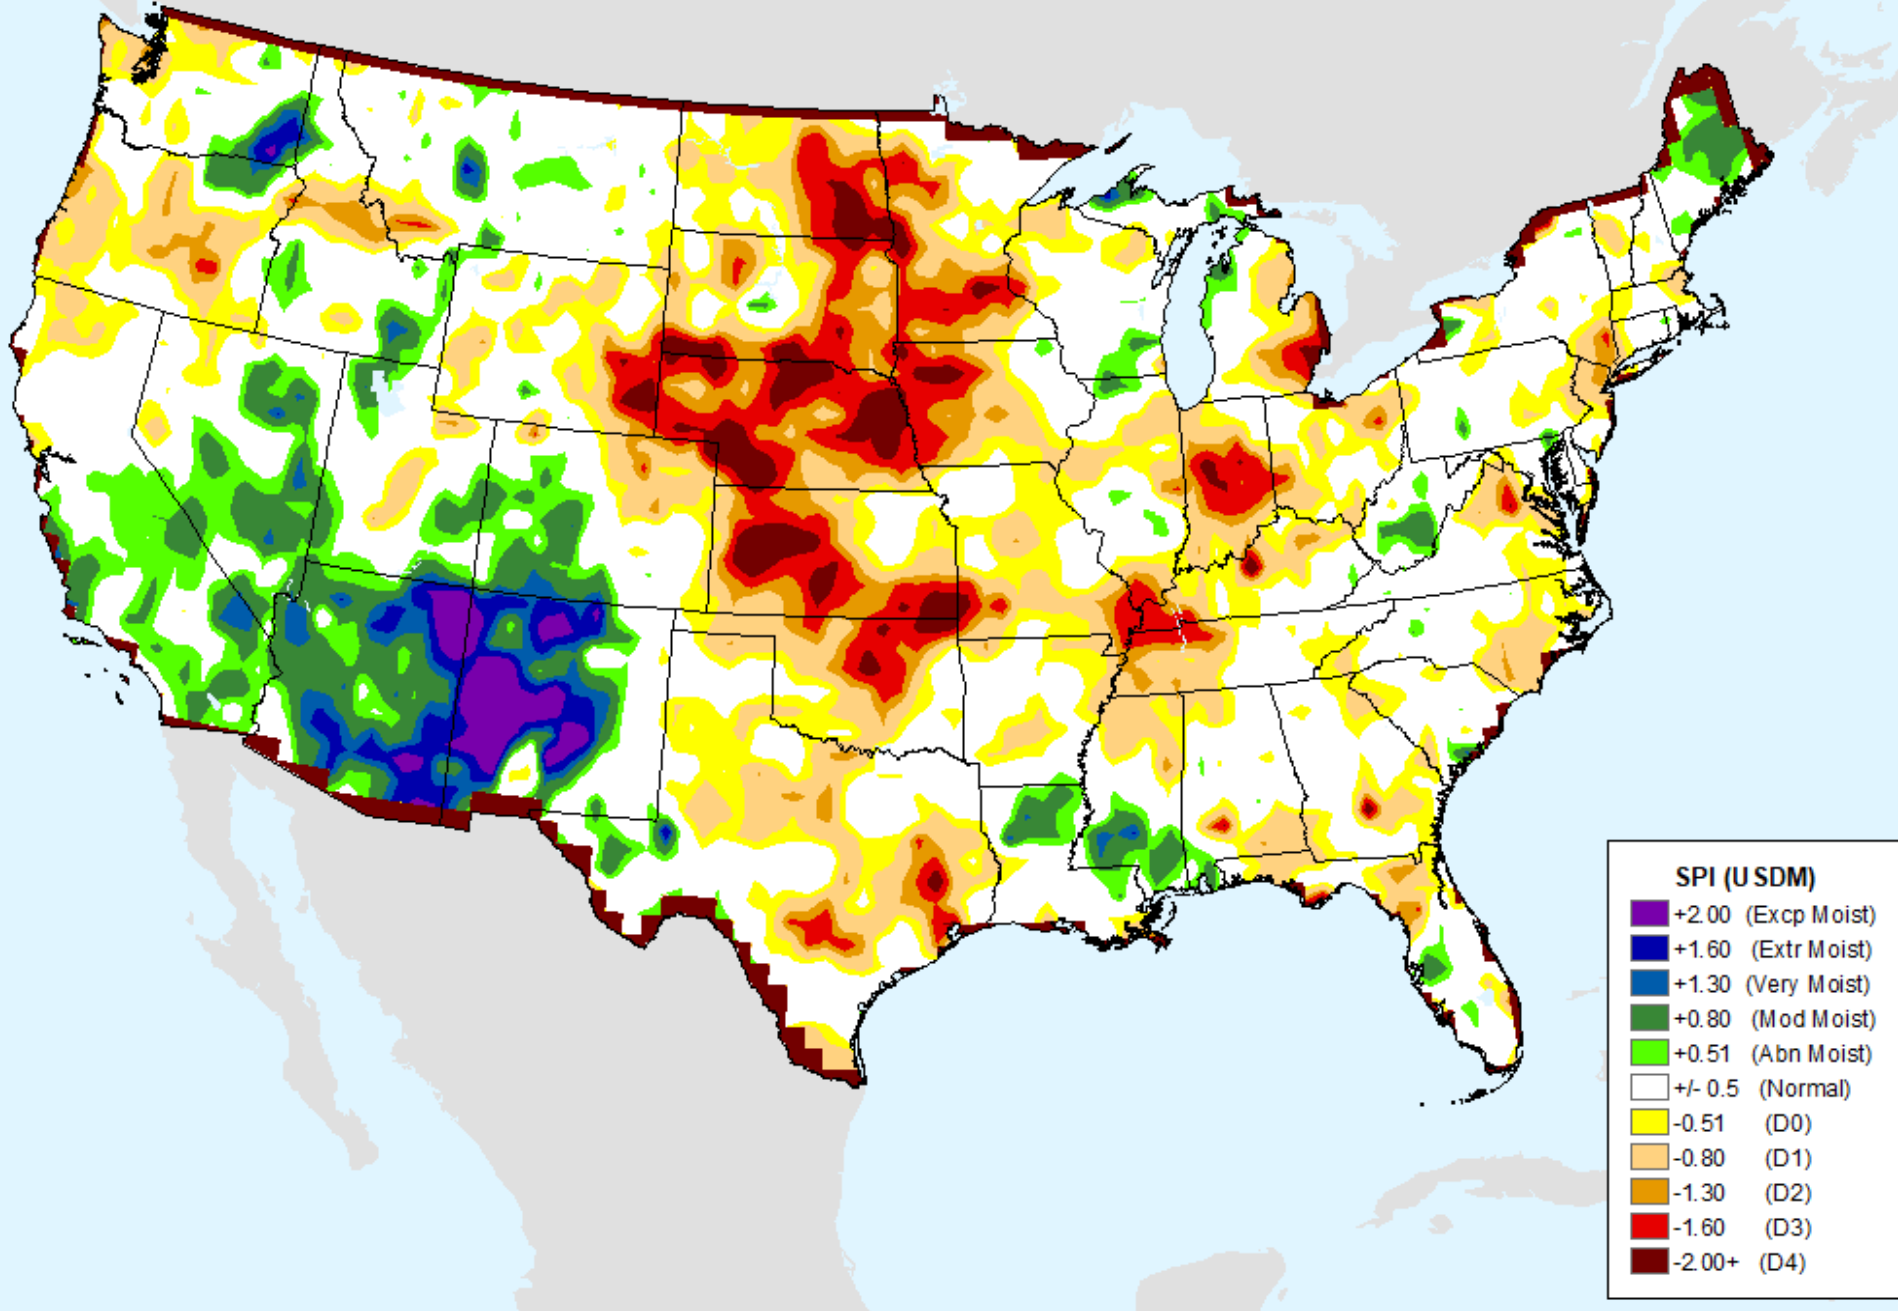 SPI (USDM)
+2.00 (Excp Moist)
+1.60 (Extr Moist)
+1.30 (Very Moist)
+0.80 (Mod Moist)
+0.51 (Abn Moist)
+/- 0.5 (Normal)
-0.51 (D0)
-0.80 (D1)
-1.30 (D2)
-1.60 (D3)
-2.00+ (D4)